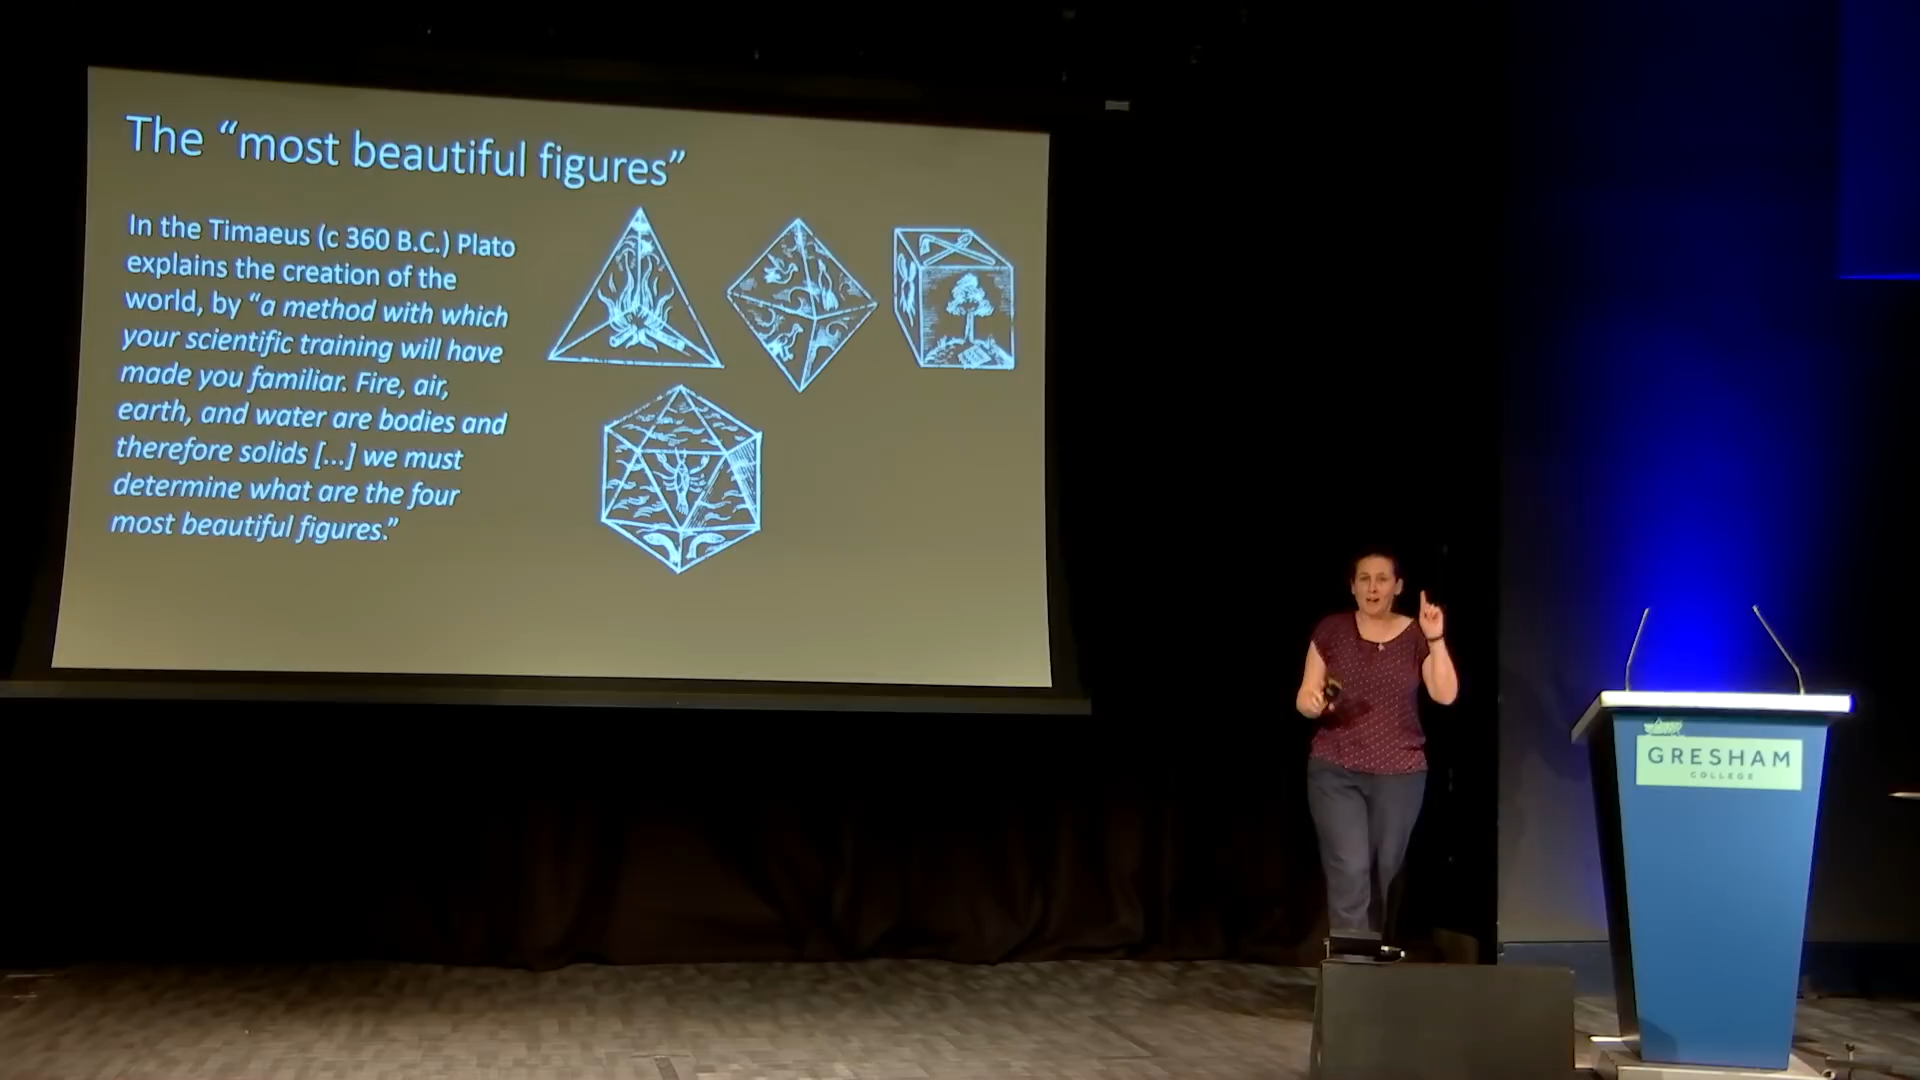 The “most beautiful figures”
In the Timaeus (c 360 B.C.) Plato
explains the creation of the
world, by “a method with which
your scientific training will have
made you familiar. Fire, air,
earth, and water are bodies and
therefore solids [...] we must
determine what are the four
most beautiful figures.”
GRESHAM
COLLEGE